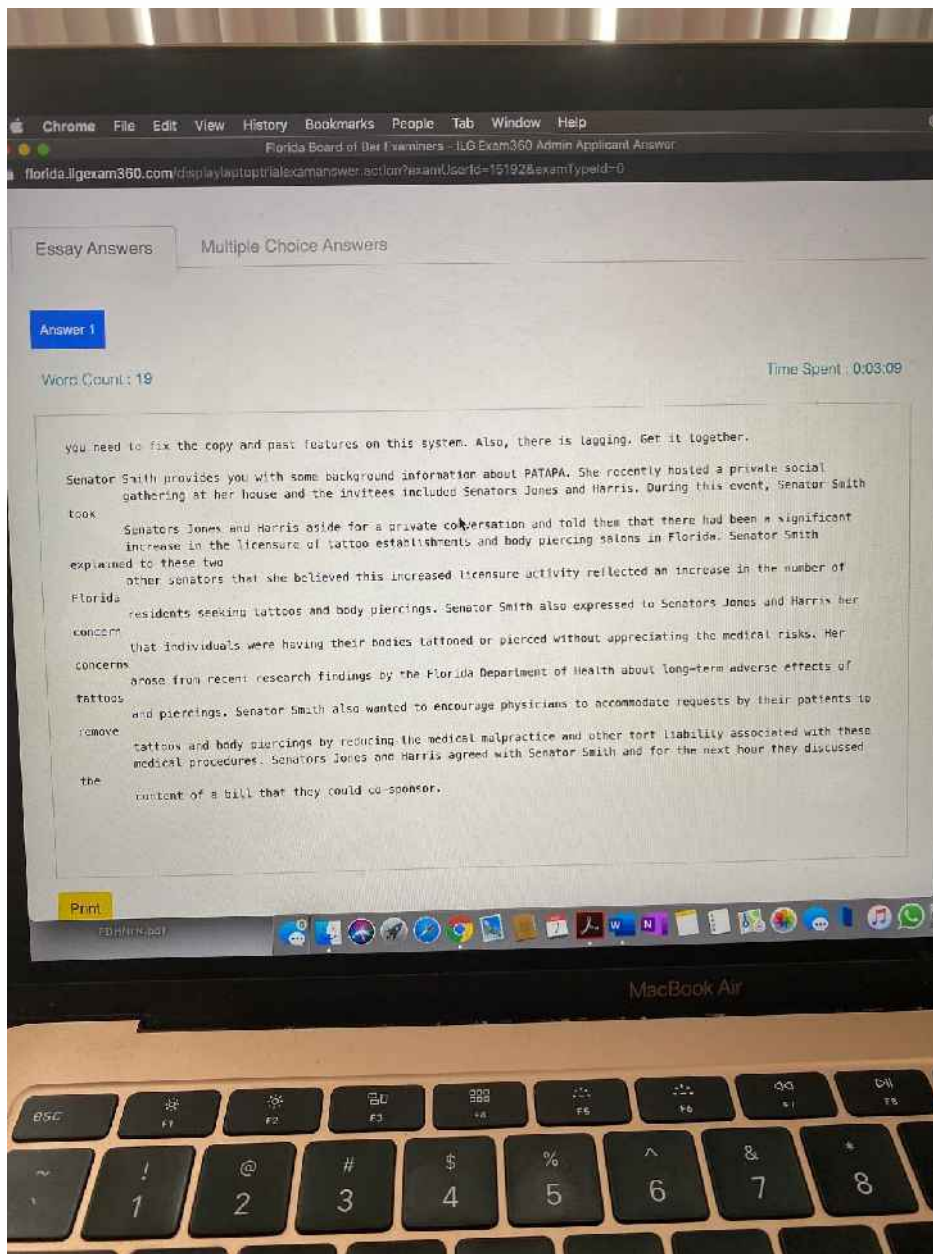 Chrome File Edit View History Bookmarks People Tab Window Help
Florida Board of Bar Examiners - ILG Exam360 Admin Applicant Answer
florida.ilgexam360.com/displaylaptoptrialexamanswer.action?examUserId=15192&examTypeId=0
Essay Answers Multiple Choice Answers
Answer 1
Word Count : 19 Time Spent : 0:03:09
you need to fix the copy and past features on this system. Also, there is lagging. Get it together.
Senator Smith provides you with some background information about PATAPA. She recently hosted a private social
gathering at her house and the invitees included Senators Jones and Harris. During this event, Senator Smith
took
Senators Jones and Harris aside for a private conversation and told them that there had been a significant
increase in the licensure of tattoo establishments and body piercing salons in Florida. Senator Smith
explained to these two
other senators that she believed this increased licensure activity reflected an increase in the number of
Florida
residents seeking tattoos and body piercings. Senator Smith also expressed to Senators Jones and Harris her
concern
that individuals were having their bodies tattooed or pierced without appreciating the medical risks. Her
concerns
arose from recent research findings by the Florida Department of Health about long-term adverse effects of
tattoos
and piercings. Senator Smith also wanted to encourage physicians to accommodate requests by their patients to
remove
tattoos and body piercings by reducing the medical malpractice and other tort liability associated with these
medical procedures. Senators Jones and Harris agreed with Senator Smith and for the next hour they discussed
the
content of a bill that they could co-sponsor.
Print
MacBook Air
esc F1 F2 F3 F4 F5 F6 F7 F8
~ ! @ # $ % ^ & *
` 1 2 3 4 5 6 7 8